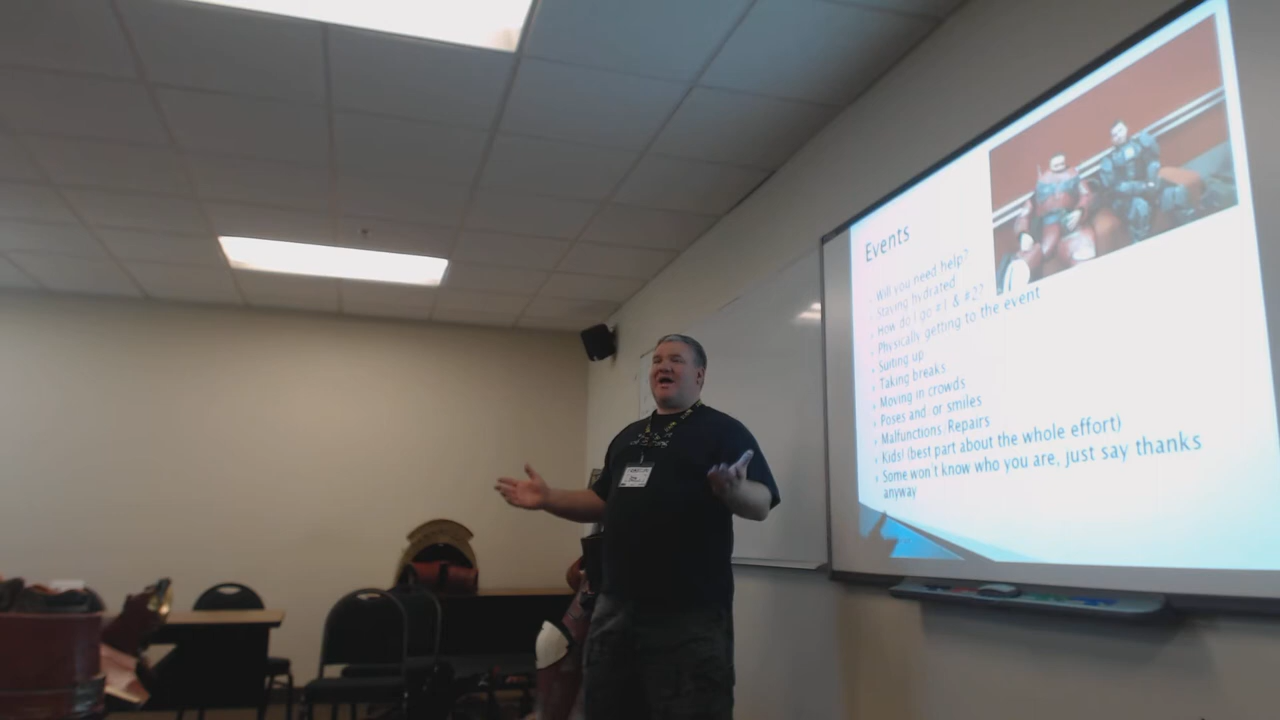 Events
Will you need help?
Staying hydrated
How do I go #1 & #2?
Physically getting to the event
Suiting up
Taking breaks
Moving in crowds
Poses and/or smiles
Malfunctions/Repairs
Kids! (best part about the whole effort)
Some won't know who you are, just say thanks
anyway